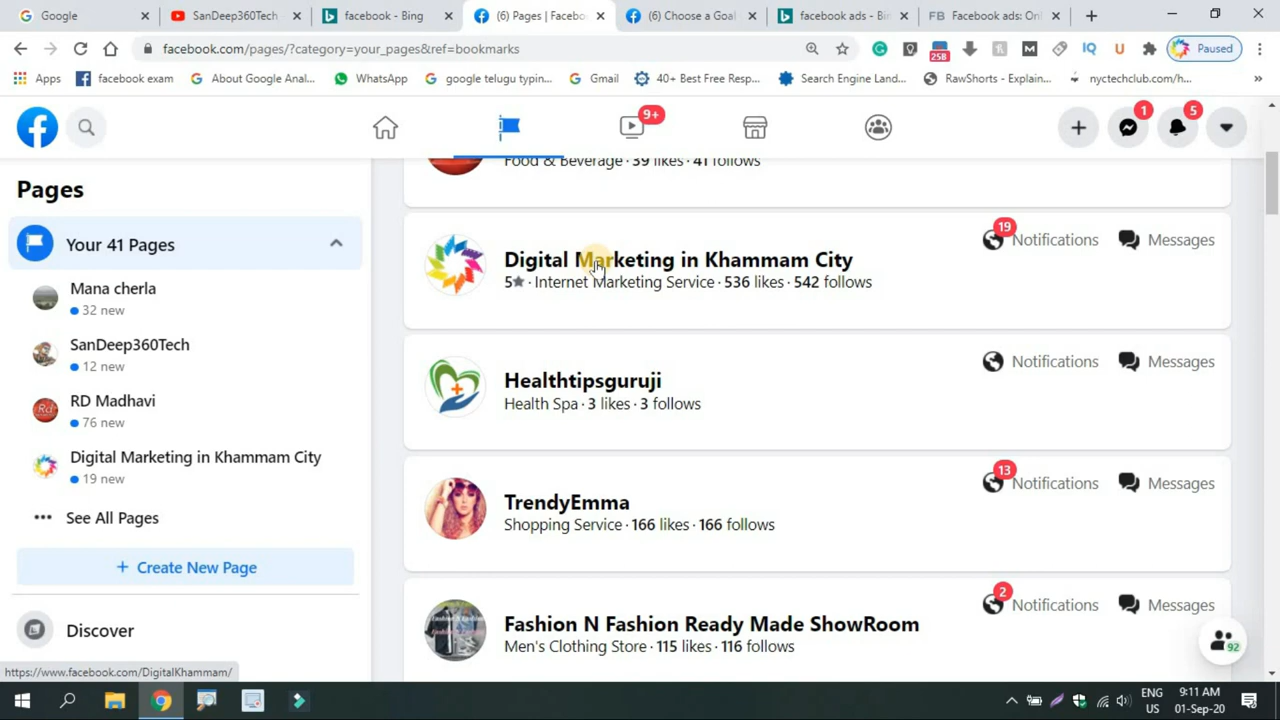 Google
SanDeep360Tech
facebook - Bing
(6) Pages | Facebo
(6) Choose a Goal
facebook ads - Bin
FB Facebook ads: Onl
facebook.com/pages/?category=your_pages&ref=bookmarks
258
IQ
U
Paused
Apps
facebook exam
About Google Anal...
WhatsApp
google telugu typin...
Gmail
40+ Best Free Resp...
Search Engine Land...
RawShorts - Explain...
nyctechclub.com/h...
9+
1
5
Pages
Your 41 Pages
Mana cherla
32 new
SanDeep360Tech
12 new
RD Madhavi
76 new
Digital Marketing in Khammam City
19 new
See All Pages
+ Create New Page
Discover
Food & Beverage · 39 likes · 41 follows
Digital Marketing in Khammam City
5★ · Internet Marketing Service · 536 likes · 542 follows
19
Notifications
Messages
Healthtipsguruji
Health Spa · 3 likes · 3 follows
Notifications
Messages
TrendyEmma
Shopping Service · 166 likes · 166 follows
13
Notifications
Messages
Fashion N Fashion Ready Made ShowRoom
Men's Clothing Store · 115 likes · 116 follows
2
Notifications
Messages
92
https://www.facebook.com/DigitalKhammam/
ENG
US
9:11 AM
01-Sep-20